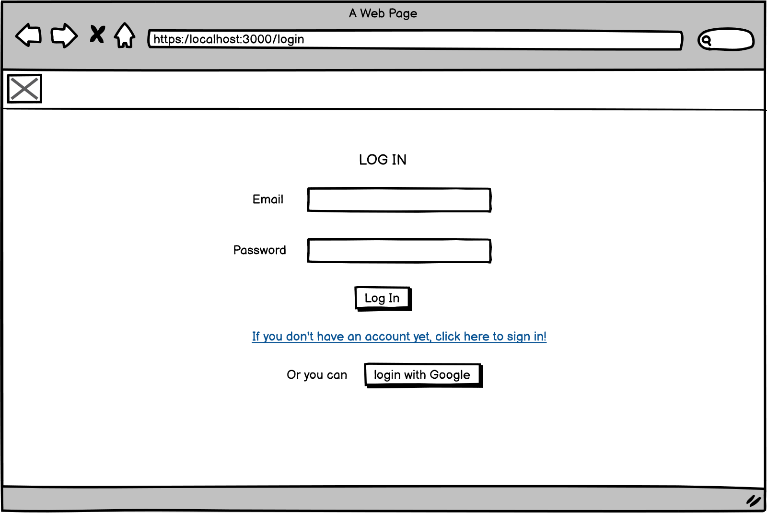 A Web Page
https:/localhost:3000/login
LOG IN
Email
Password
Log In
If you don't have an account yet, click here to sign in!
Or you can login with Google